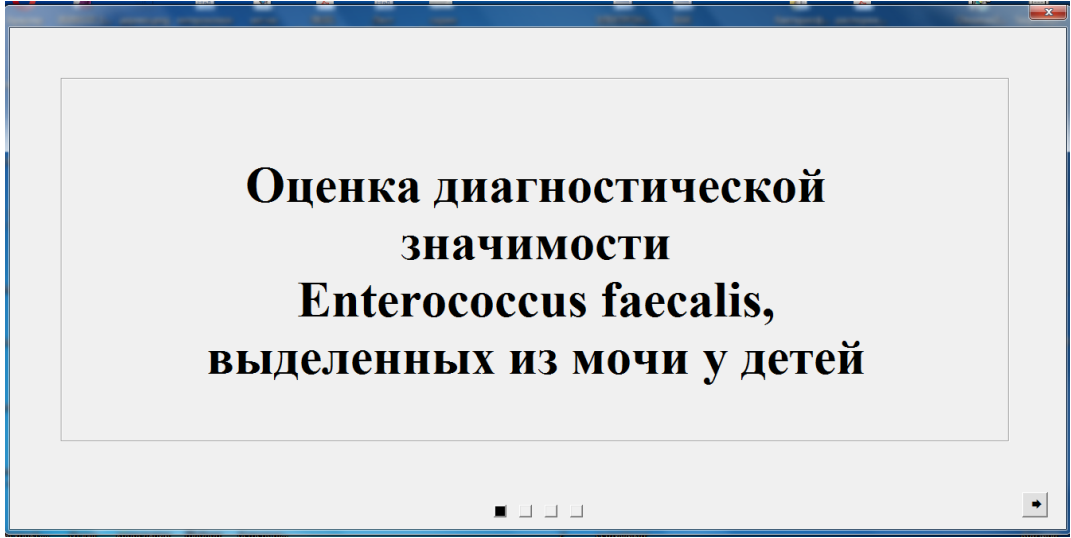 Оценка диагностической
значимости
Enterococcus faecalis,
выделенных из мочи у детей